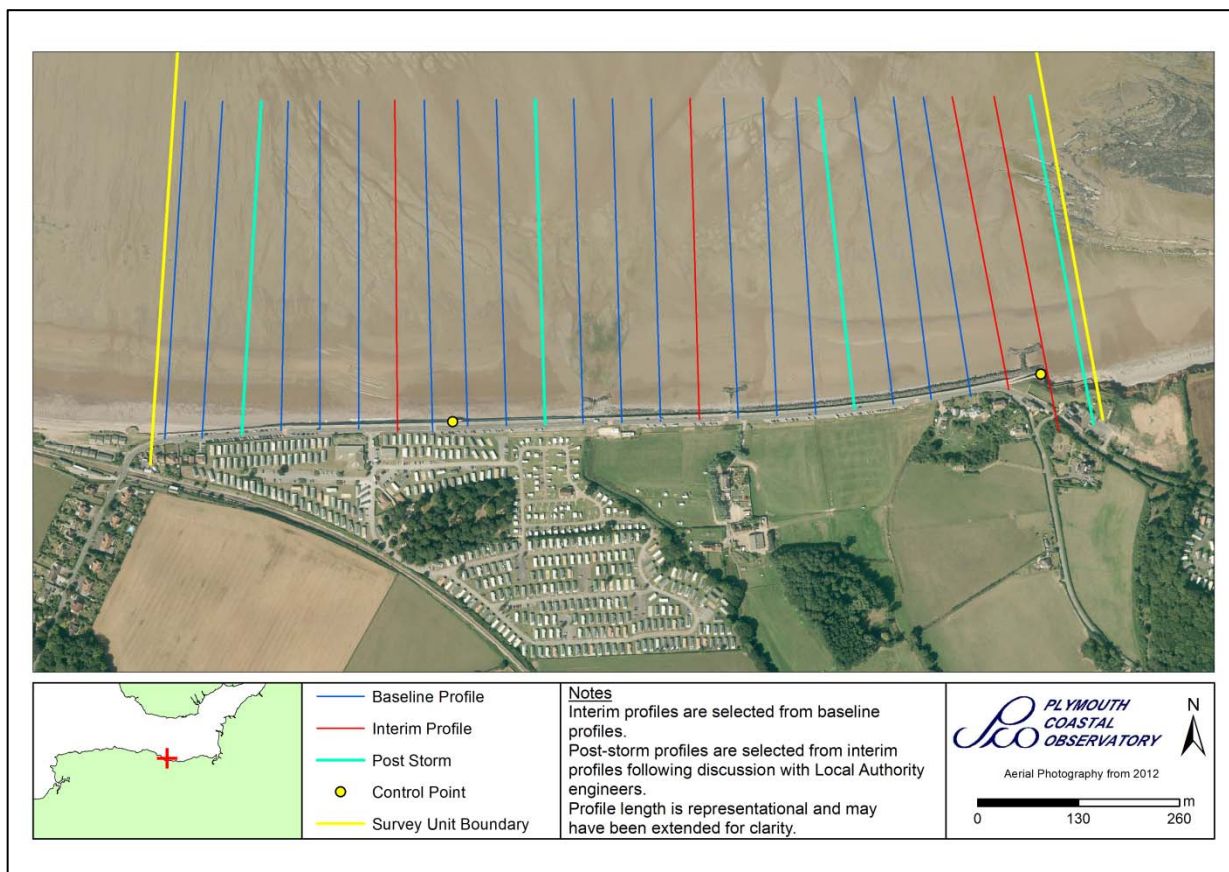 Baseline Profile
Interim Profile
Post Storm
Control Point
Survey Unit Boundary
Notes
Interim profiles are selected from baseline
profiles.
Post-storm profiles are selected from interim
profiles following discussion with Local Authority
engineers.
Profile length is representational and may
have been extended for clarity.
PLYMOUTH
COASTAL
OBSERVATORY
N
Aerial Photography from 2012
m
0 130 260